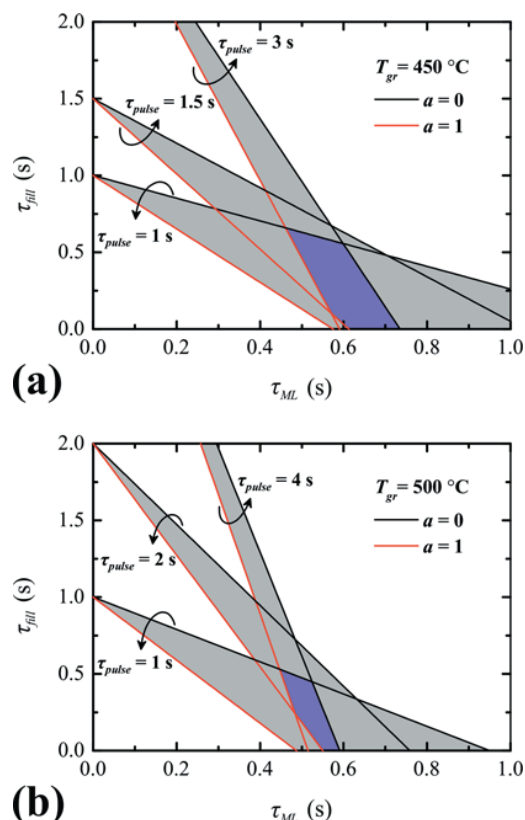 2.0
1.5
1.0
0.5
0.0
τfill (s)
τpulse = 3 s
τpulse = 1.5 s
τpulse = 1 s
Tgr = 450 °C
a = 0
a = 1
0.0 0.2 0.4 0.6 0.8 1.0
τML (s)
(a)
2.0
1.5
1.0
0.5
0.0
τfill (s)
τpulse = 4 s
τpulse = 2 s
τpulse = 1 s
Tgr = 500 °C
a = 0
a = 1
0.0 0.2 0.4 0.6 0.8 1.0
τML (s)
(b)